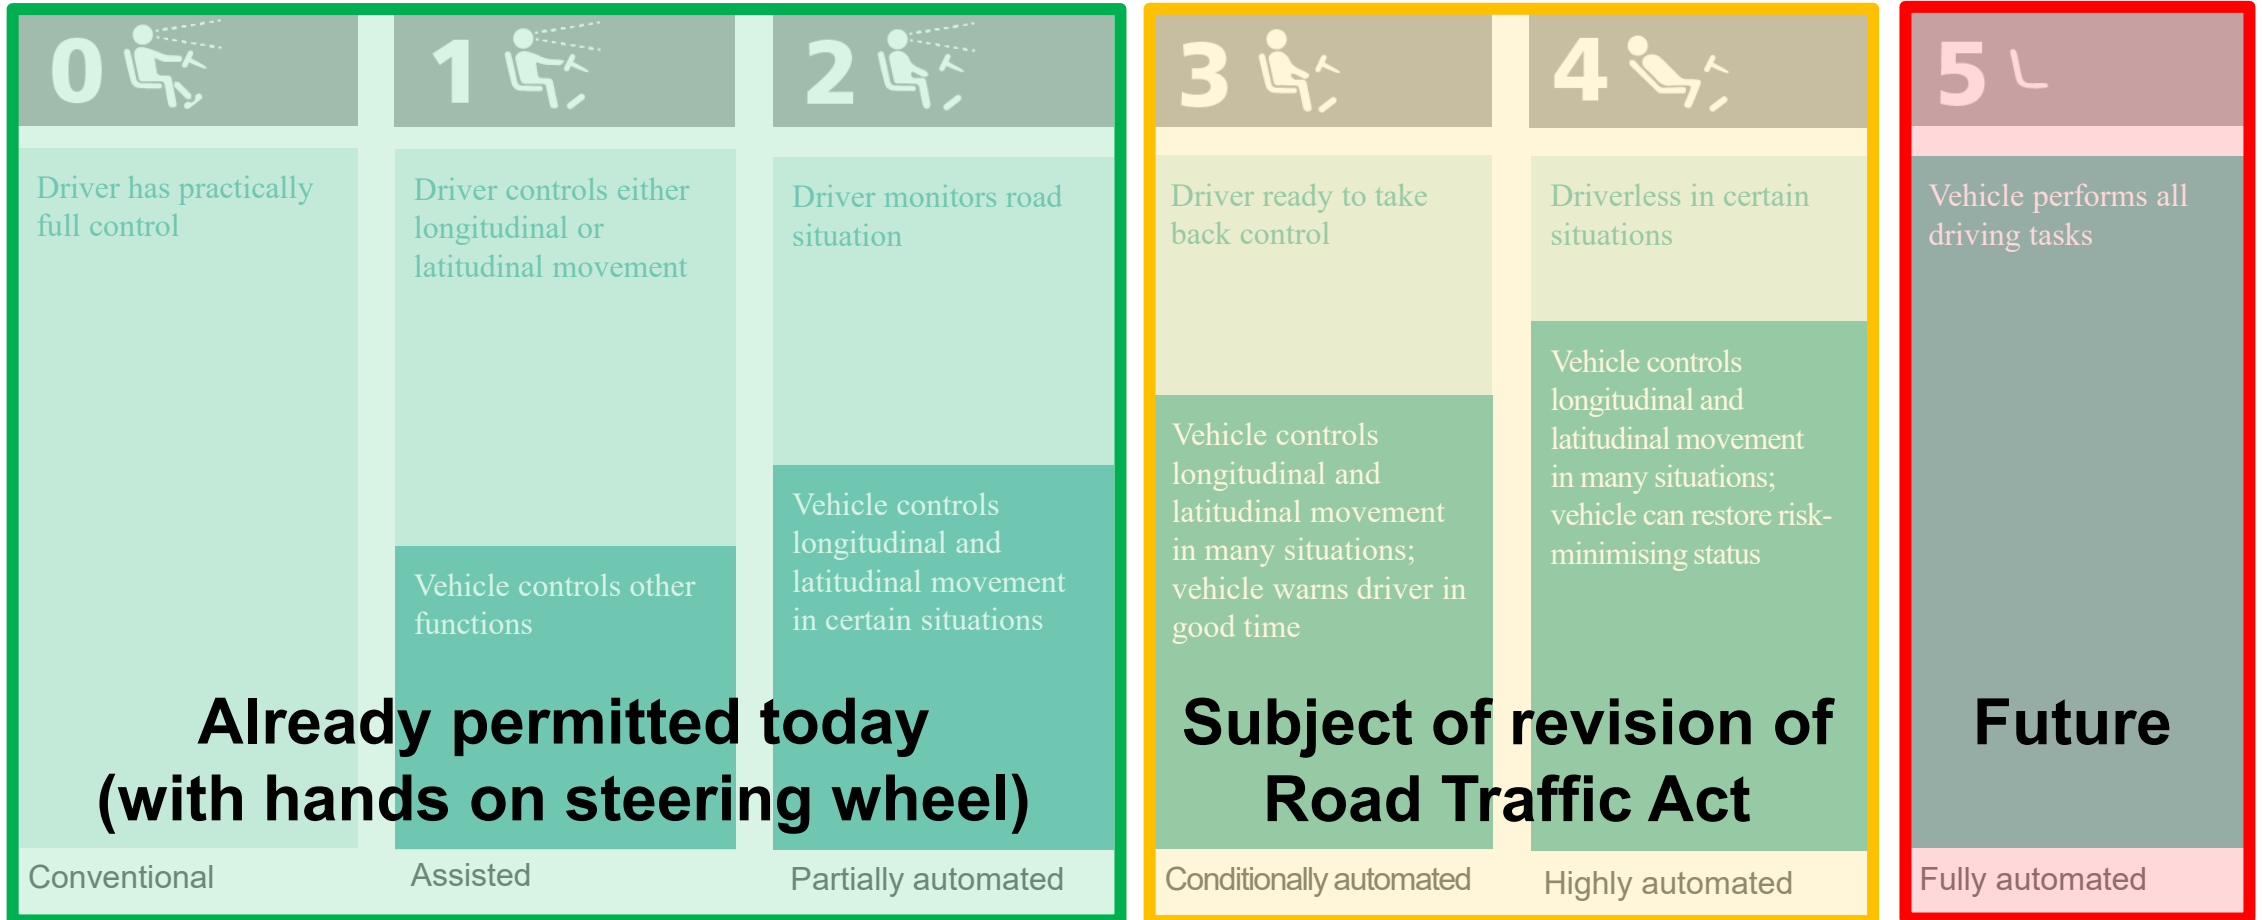 0
Driver has practically
full control
Conventional
1
Driver controls either
longitudinal or
latitudinal movement
Vehicle controls other
functions
Assisted
2
Driver monitors road
situation
Vehicle controls
longitudinal and
latitudinal movement
in certain situations
Partially automated
Already permitted today
(with hands on steering wheel)
3
Driver ready to take
back control
Vehicle controls
longitudinal and
latitudinal movement
in many situations;
vehicle warns driver in
good time
Conditionally automated
4
Driverless in certain
situations
Vehicle controls
longitudinal and
latitudinal movement
in many situations;
vehicle can restore risk-
minimising status
Highly automated
Subject of revision of
Road Traffic Act
5
Vehicle performs all
driving tasks
Future
Fully automated